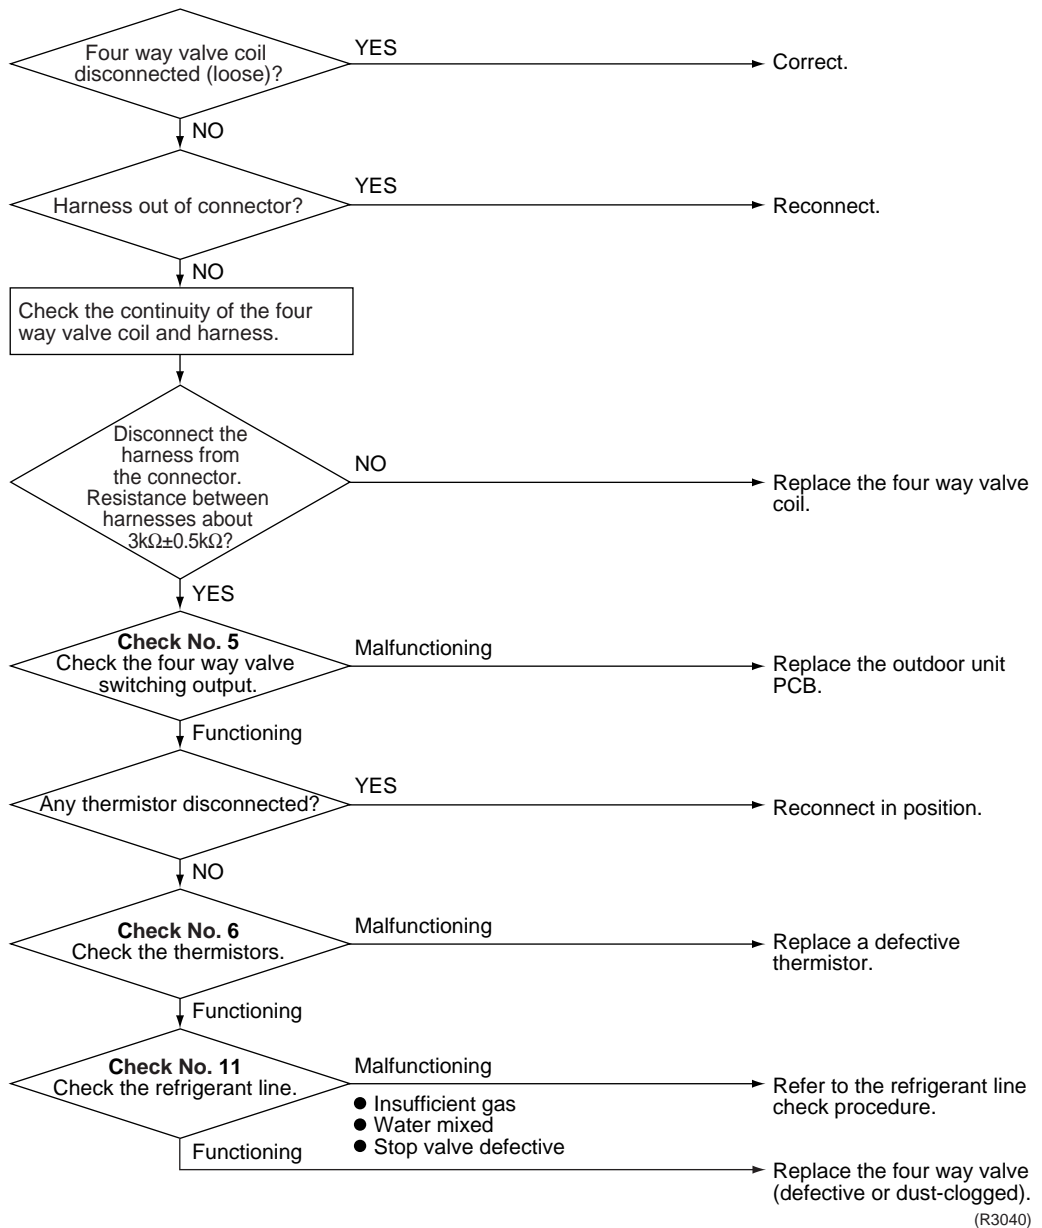 Four way valve coil
disconnected (loose)?
YES
Correct.
NO
Harness out of connector?
YES
Reconnect.
NO
Check the continuity of the four
way valve coil and harness.
Disconnect the
harness from
the connector.
Resistance between
harnesses about
3kΩ±0.5kΩ?
NO
Replace the four way valve
coil.
YES
Check No. 5
Check the four way valve
switching output.
Malfunctioning
Replace the outdoor unit
PCB.
Functioning
Any thermistor disconnected?
YES
Reconnect in position.
NO
Check No. 6
Check the thermistors.
Malfunctioning
Replace a defective
thermistor.
Functioning
Check No. 11
Check the refrigerant line.
Malfunctioning
● Insufficient gas
● Water mixed
● Stop valve defective
Refer to the refrigerant line
check procedure.
Functioning
Replace the four way valve
(defective or dust-clogged).
(R3040)